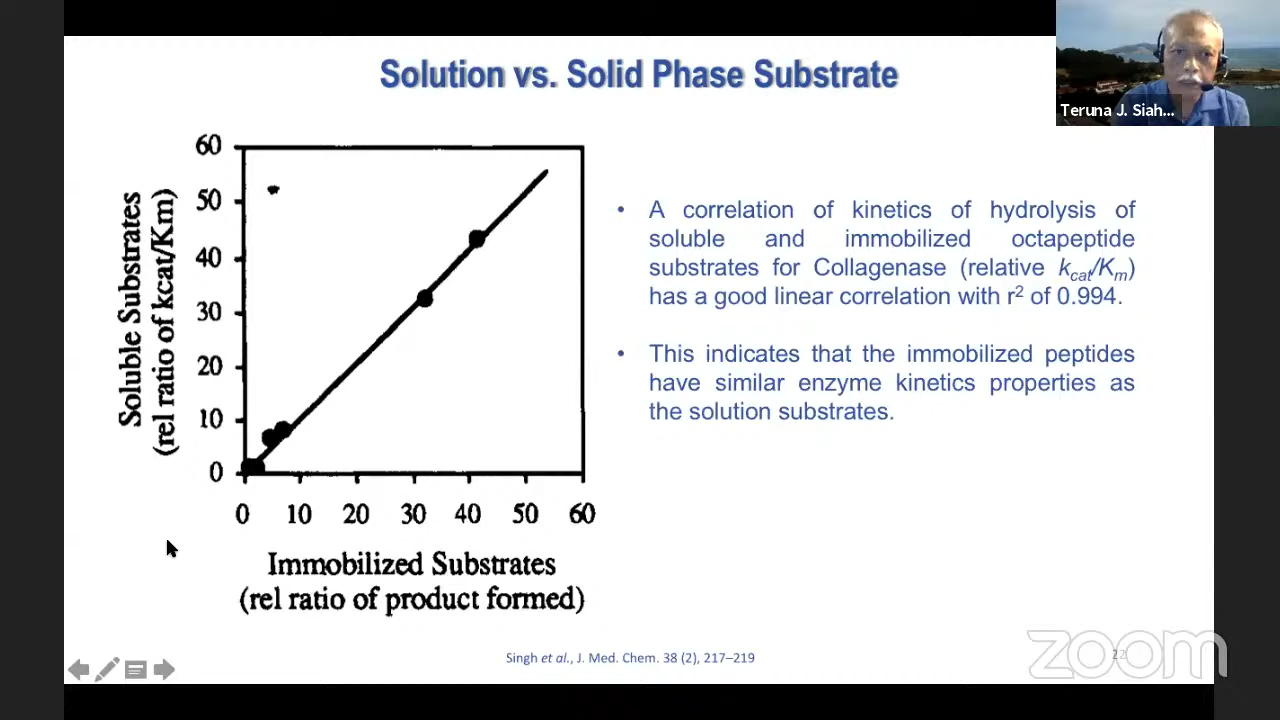 Solution vs. Solid Phase Substrate
Teruna J. Siah...
60
50
40
30
20
10
0
Soluble Substrates
(rel ratio of kcat/Km)
0 10 20 30 40 50 60
Immobilized Substrates
(rel ratio of product formed)
• A correlation of kinetics of hydrolysis of
soluble and immobilized octapeptide
substrates for Collagenase (relative kcat/Km)
has a good linear correlation with r² of 0.994.
• This indicates that the immobilized peptides
have similar enzyme kinetics properties as
the solution substrates.
Singh et al., J. Med. Chem. 38 (2), 217–219
22
zoom